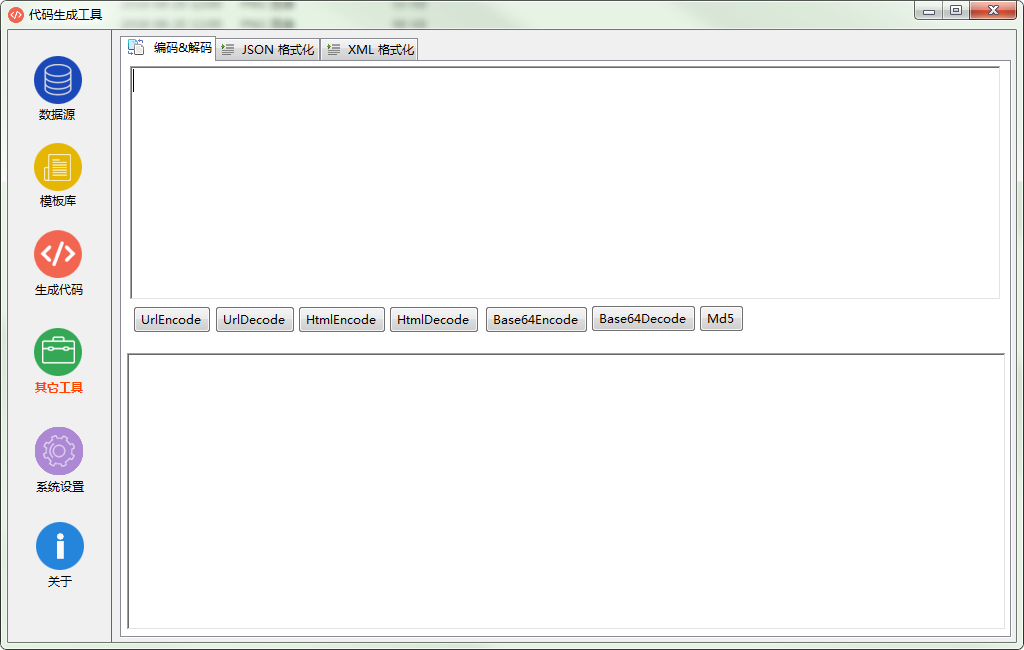 代码生成工具
数据源
模板库
生成代码
其它工具
系统设置
关于
编码&解码 JSON 格式化 XML 格式化
UrlEncode UrlDecode HtmlEncode HtmlDecode Base64Encode Base64Decode Md5